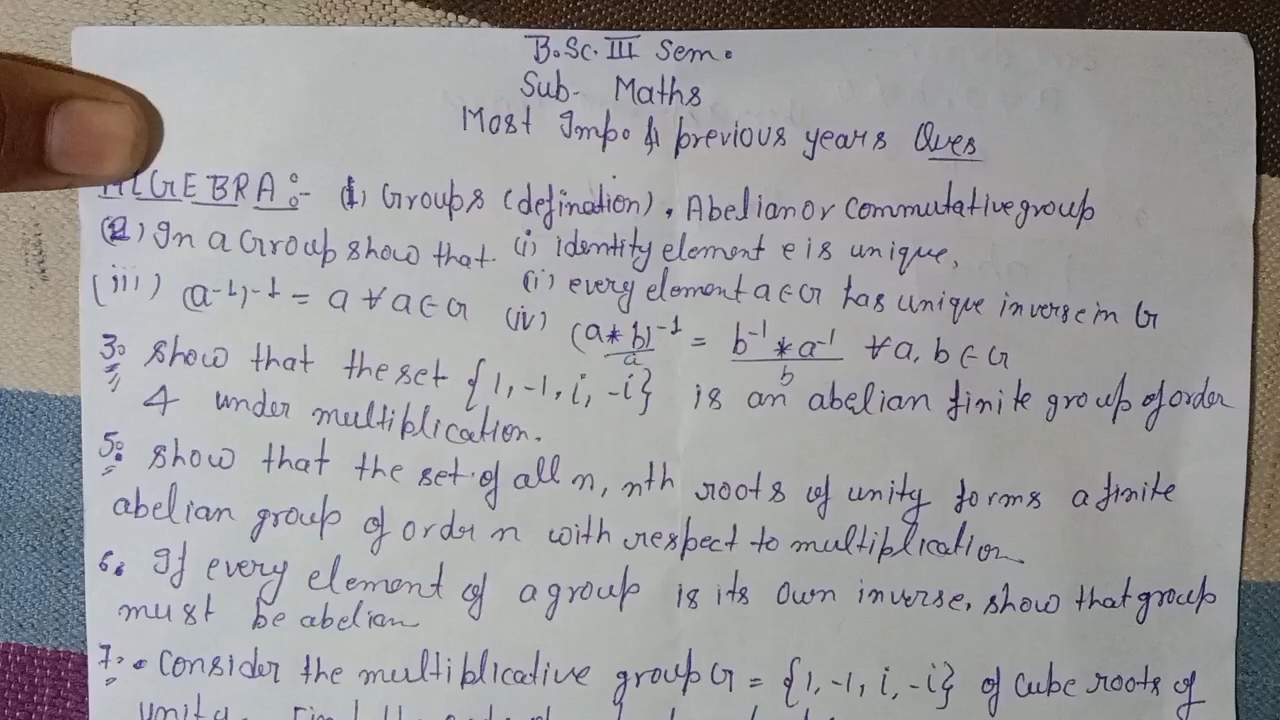 B.Sc. III Sem.
Sub- Maths
Most Imp. & previous years Ques
ALGEBRA:- (1) Groups (defination), Abelian or commutative group
(2) In a Group show that (i) identity element e is unique,
(ii) every element a ∈ G has unique inverse in G
(iii) (a-1)-1 = a ∀ a ∈ G (iv) (a * b)-1 = b-1 * a-1 ∀ a, b ∈ G
a b
3. show that the set {1, -1, i, -i} is an abelian finite group of order
4 under multiplication.
5. show that the set of all n, nth roots of unity forms a finite
abelian group of order n with respect to multiplication
6. If every element of a group is its own inverse, show that group
must be abelian
7. consider the multiplicative group G = {1, -1, i, -i} of cube roots of
unity.